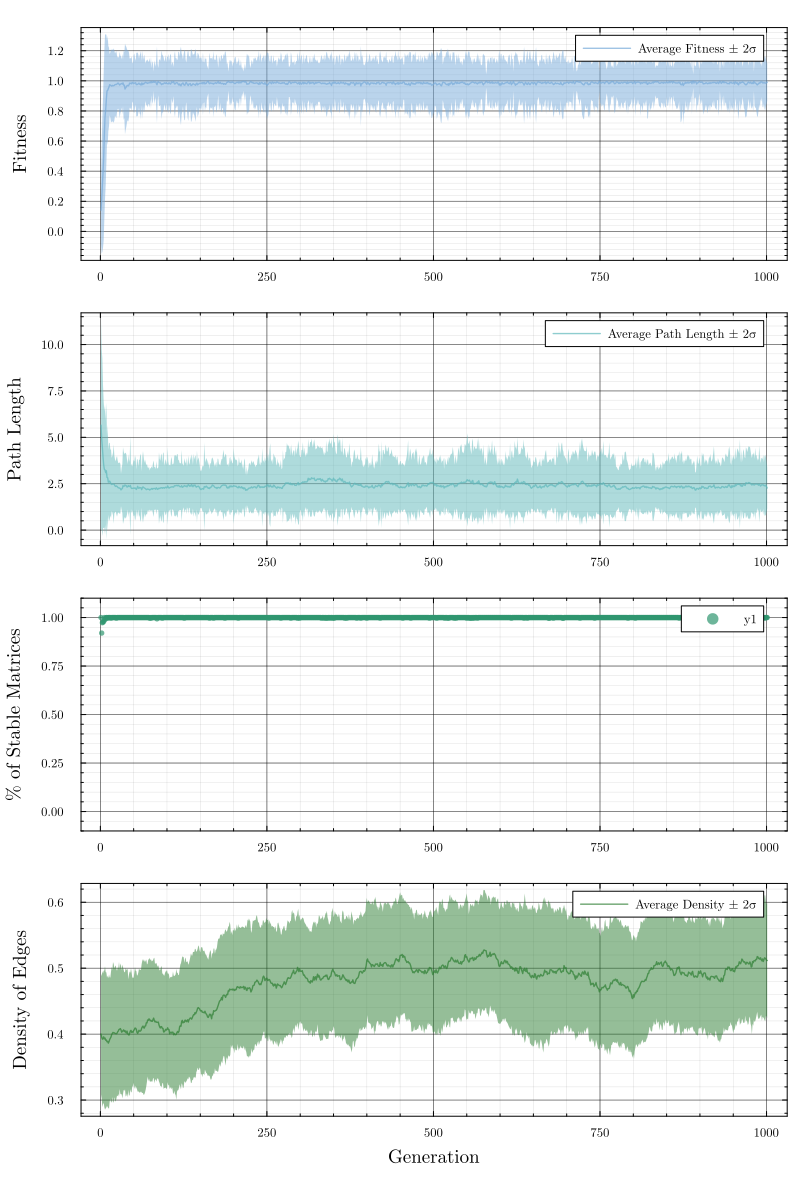 Fitness
1.2
1.0
0.8
0.6
0.4
0.2
0.0
Average Fitness ± 2σ
0 250 500 750 1000
Path Length
10.0
7.5
5.0
2.5
0.0
Average Path Length ± 2σ
0 250 500 750 1000
% of Stable Matrices
1.00
0.75
0.50
0.25
0.00
y1
0 250 500 750 1000
Density of Edges
0.6
0.5
0.4
0.3
Average Density ± 2σ
0 250 500 750 1000
Generation